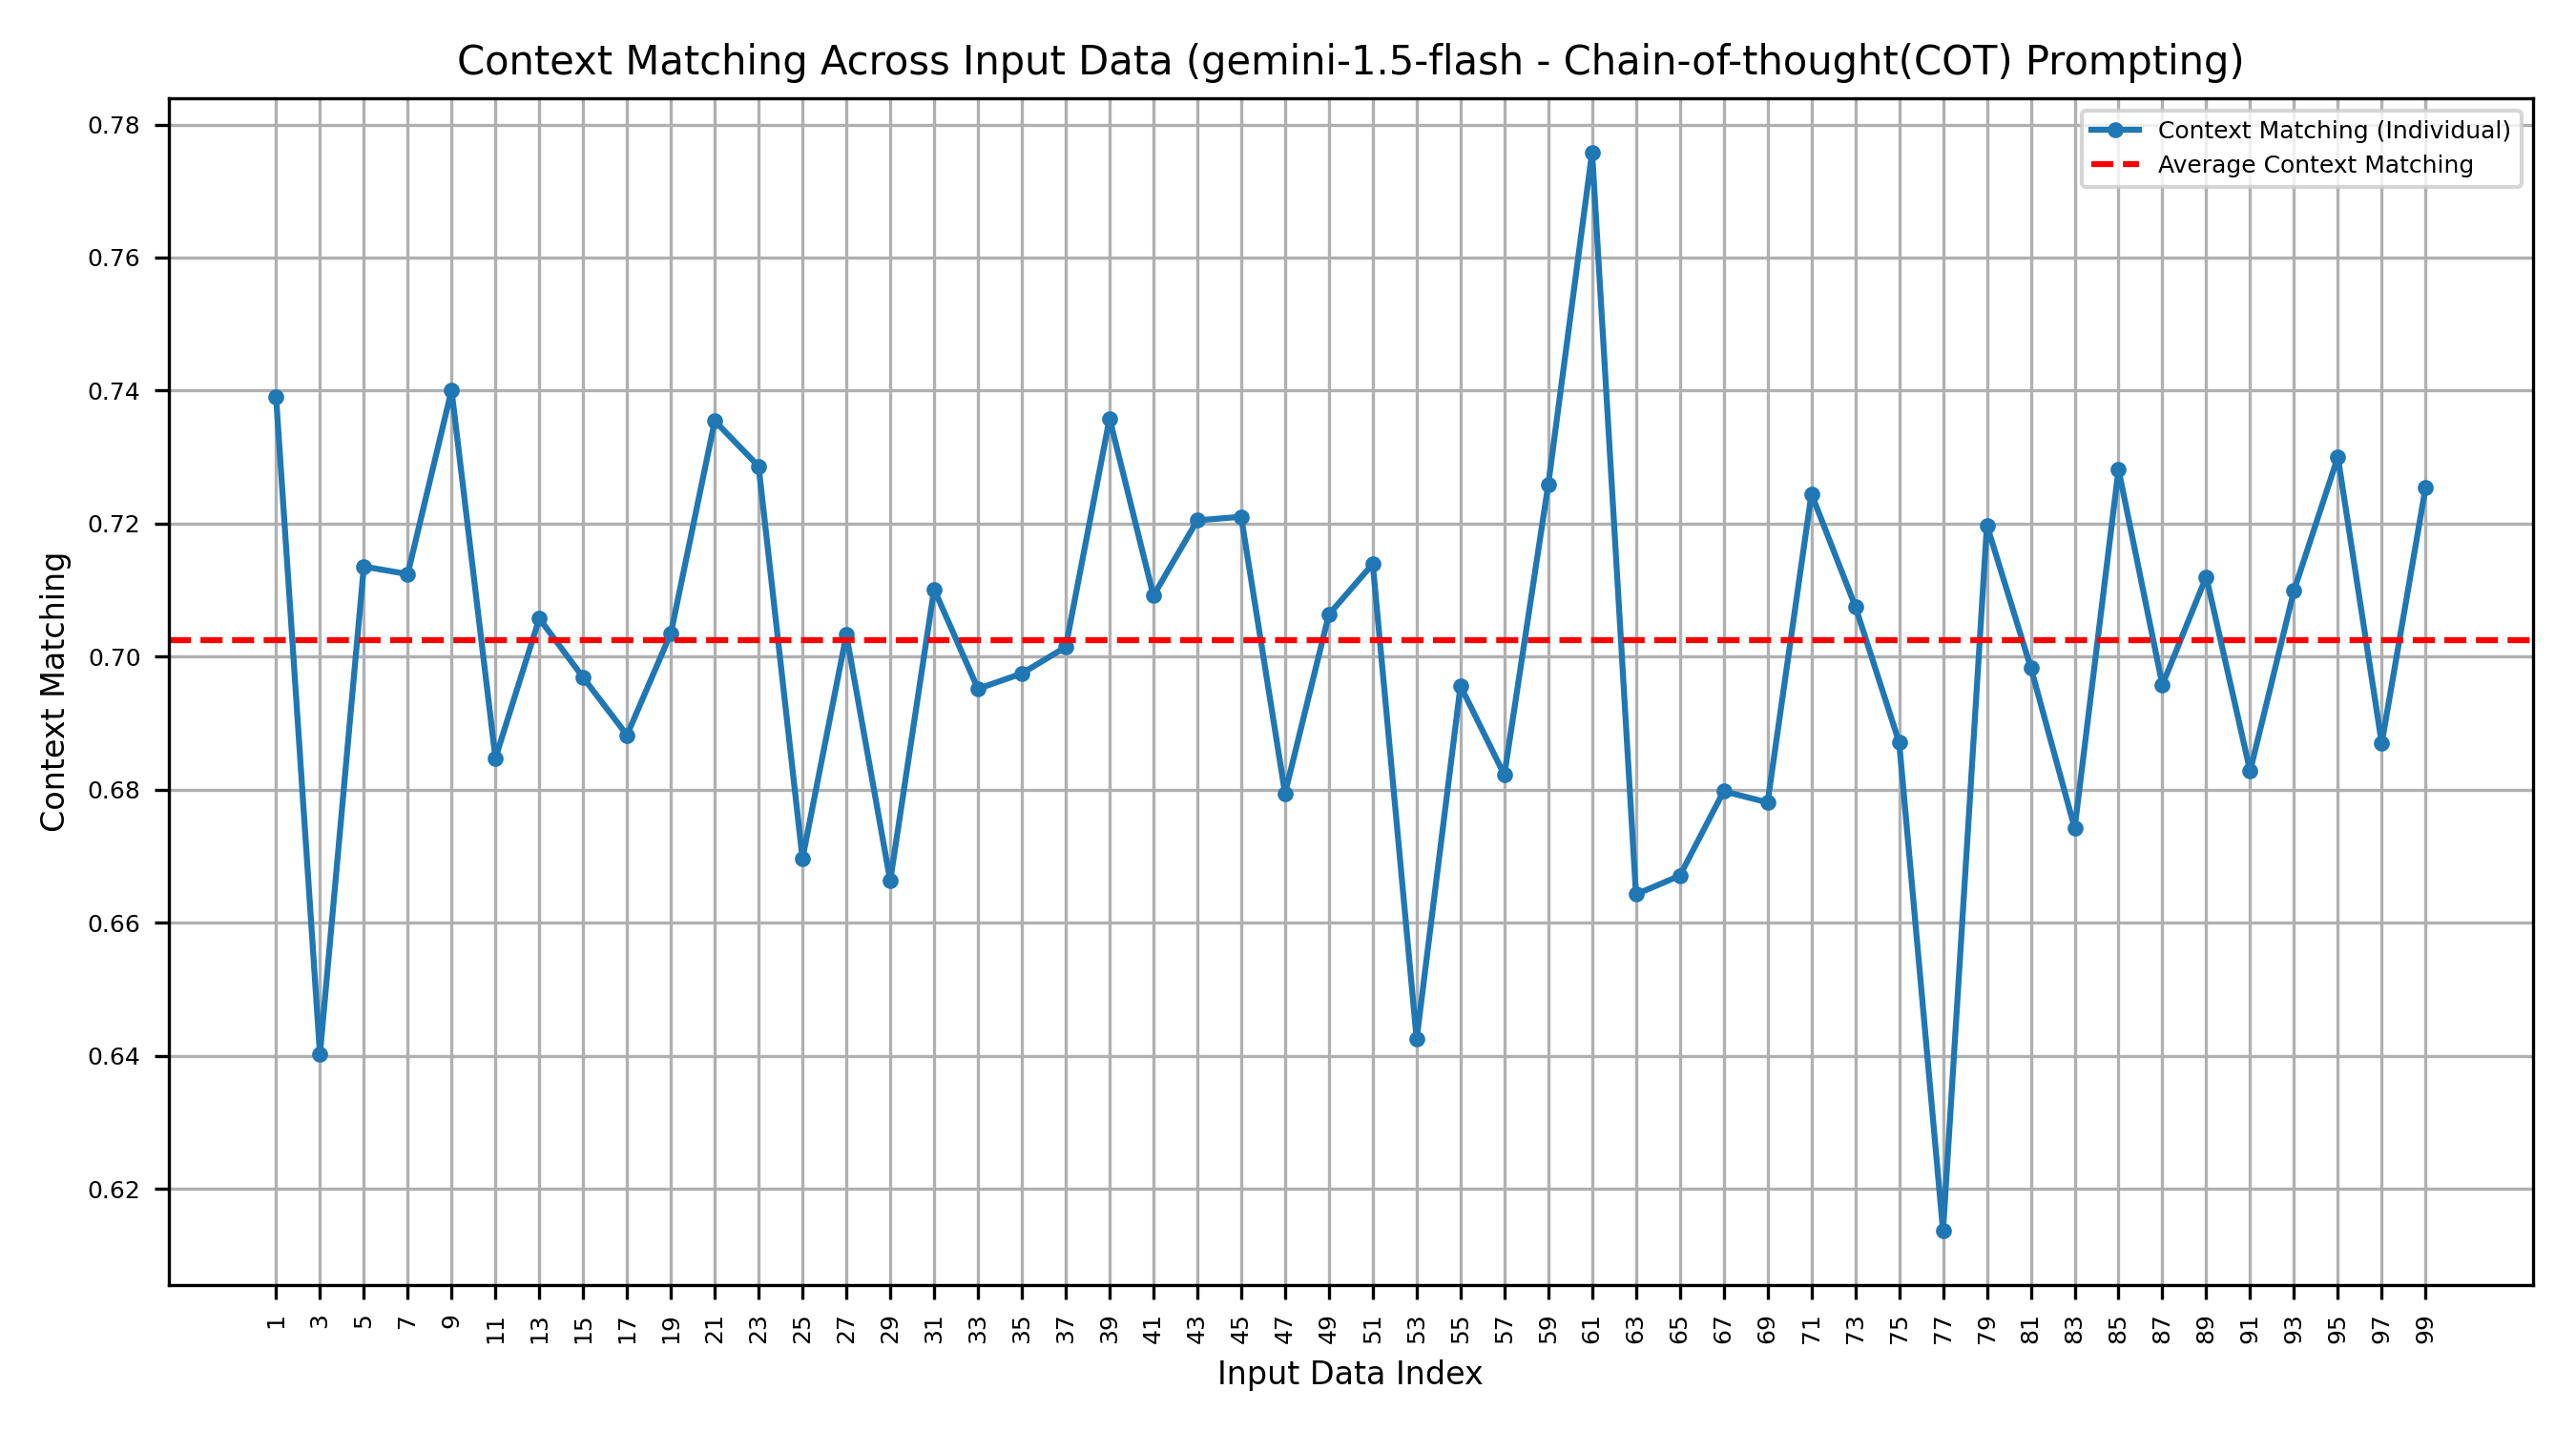 Context Matching Across Input Data (gemini-1.5-flash - Chain-of-thought(COT) Prompting)
Context Matching (Individual)
Average Context Matching
Context Matching
0.78
0.76
0.74
0.72
0.70
0.68
0.66
0.64
0.62
1 3 5 7 9 11 13 15 17 19 21 23 25 27 29 31 33 35 37 39 41 43 45 47 49 51 53 55 57 59 61 63 65 67 69 71 73 75 77 79 81 83 85 87 89 91 93 95 97 99
Input Data Index